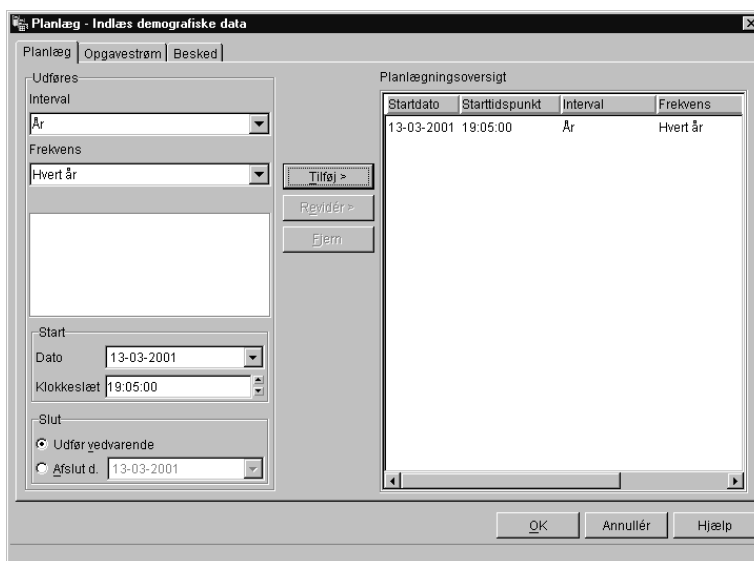 Planlæg - Indlæs demografiske data
Planlæg Opgavestrøm Besked
Udføres
Interval
År
Frekvens
Hvert år
Start
Dato 13-03-2001
Klokkeslæt 19:05:00
Slut
Udfør vedvarende
Afslut d. 13-03-2001
Tilføj >
Revidér >
Fjern
Planlægningsoversigt
Startdato Starttidspunkt Interval Frekvens
13-03-2001 19:05:00 År Hvert år
OK Annullér Hjælp